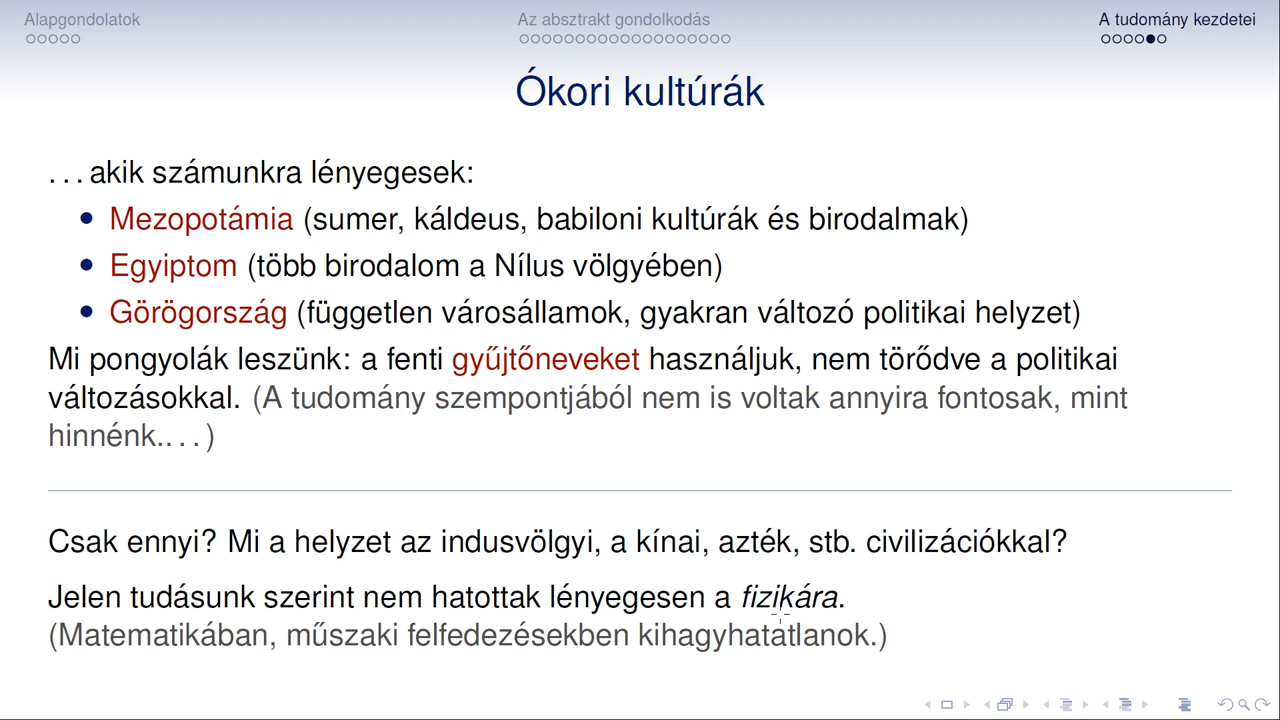 Alapgondolatok
Az absztrakt gondolkodás
A tudomány kezdetei
Ókori kultúrák
...akik számunkra lényegesek:
• Mezopotámia (sumer, káldeus, babiloni kultúrák és birodalmak)
• Egyiptom (több birodalom a Nílus völgyében)
• Görögország (független városállamok, gyakran változó politikai helyzet)
Mi pongyolák leszünk: a fenti gyűjtőneveket használjuk, nem törődve a politikai
változásokkal. (A tudomány szempontjából nem is voltak annyira fontosak, mint
hinnénk....)
Csak ennyi? Mi a helyzet az indusvölgyi, a kínai, azték, stb. civilizációkkal?
Jelen tudásunk szerint nem hatottak lényegesen a fizikára.
(Matematikában, műszaki felfedezésekben kihagyhatatlanok.)